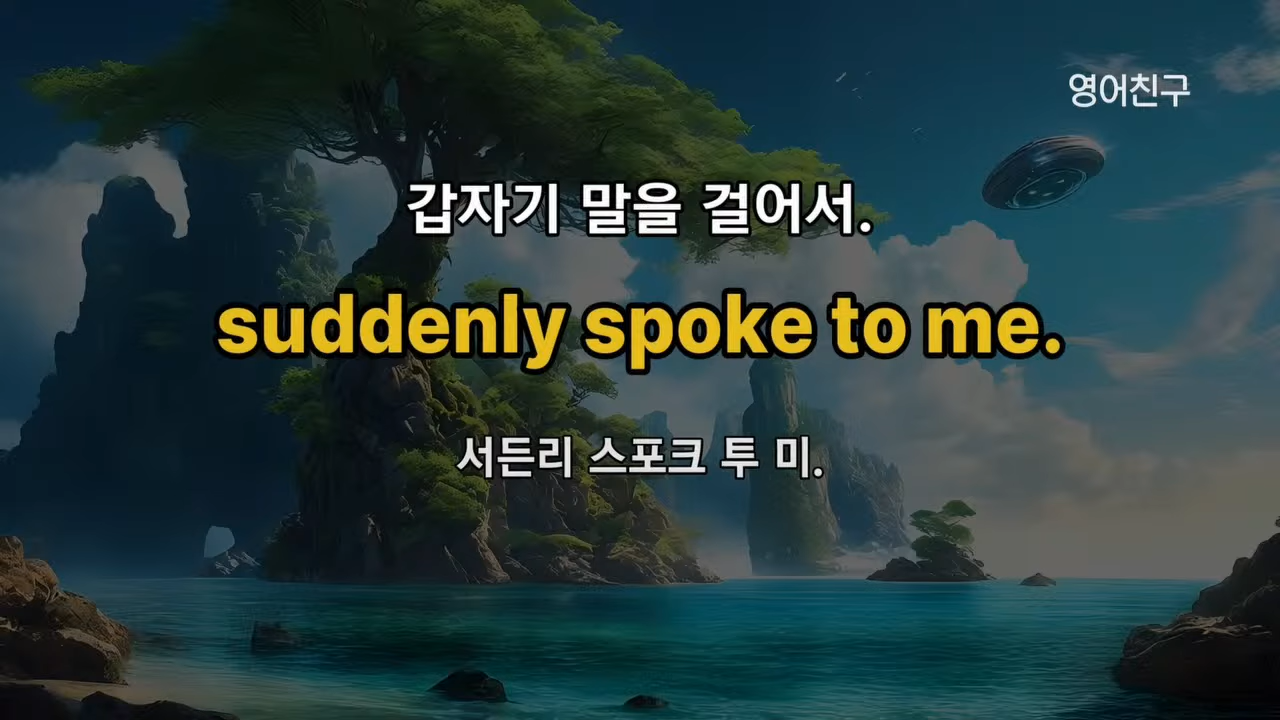 영어친구
갑자기 말을 걸어서.
suddenly spoke to me.
서든리 스포크 투 미.